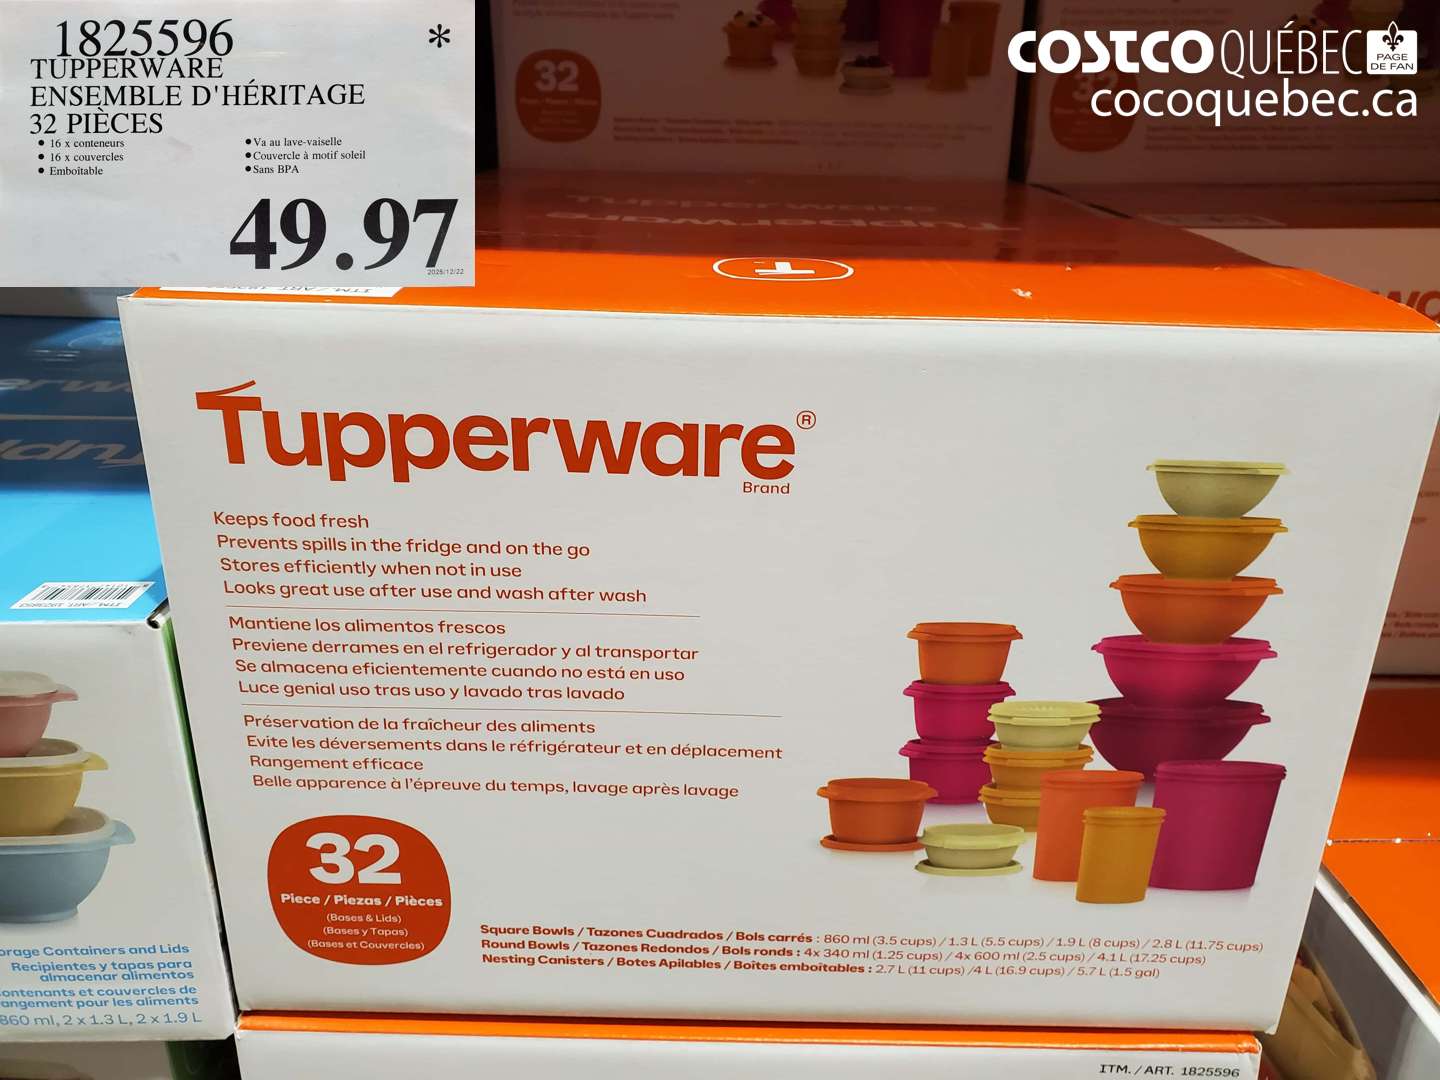 1825596 *
TUPPERWARE
ENSEMBLE D'HÉRITAGE
32 PIÈCES
• 16 x conteneurs
• 16 x couvercles
• Emboîtable
• Va au lave-vaisselle
• Couvercle à motif soleil
• Sans BPA
49.97
2025/12/22
COSTCO QUÉBEC PAGE DE FAN
cocoquebec.ca
32
Tupperware®
Brand
Keeps food fresh
Prevents spills in the fridge and on the go
Stores efficiently when not in use
Looks great use after use and wash after wash
Mantiene los alimentos frescos
Previene derrames en el refrigerador y al transportar
Se almacena eficientemente cuando no está en uso
Luce genial uso tras uso y lavado tras lavado
Préservation de la fraîcheur des aliments
Evite les déversements dans le réfrigérateur et en déplacement
Rangement efficace
Belle apparence à l'épreuve du temps, lavage après lavage
32
Piece / Piezas / Pièces
(Bases & Lids)
(Bases y Tapas)
(Bases et Couvercles)
Square Bowls / Tazones Cuadrados / Bols carrés : 860 ml (3.5 cups) / 1.3 L (5.5 cups) / 1.9 L (8 cups) / 2.8 L (11.75 cups)
Round Bowls / Tazones Redondos / Bols ronds : 4x 340 ml (1.25 cups) / 4x 600 ml (2.5 cups) / 4.1 L (17.25 cups)
Nesting Canisters / Botes Apilables / Boîtes emboîtables : 2.7 L (11 cups) /4 L (16.9 cups) / 5.7 L (1.5 gal)
orage Containers and Lids
Recipientes y tapas para
almacenar alimentos
ontenants et couvercles de
angement pour les aliments
860 ml, 2 x 1.3 L, 2 x 1.9 L
ITM. / ART. 1825596